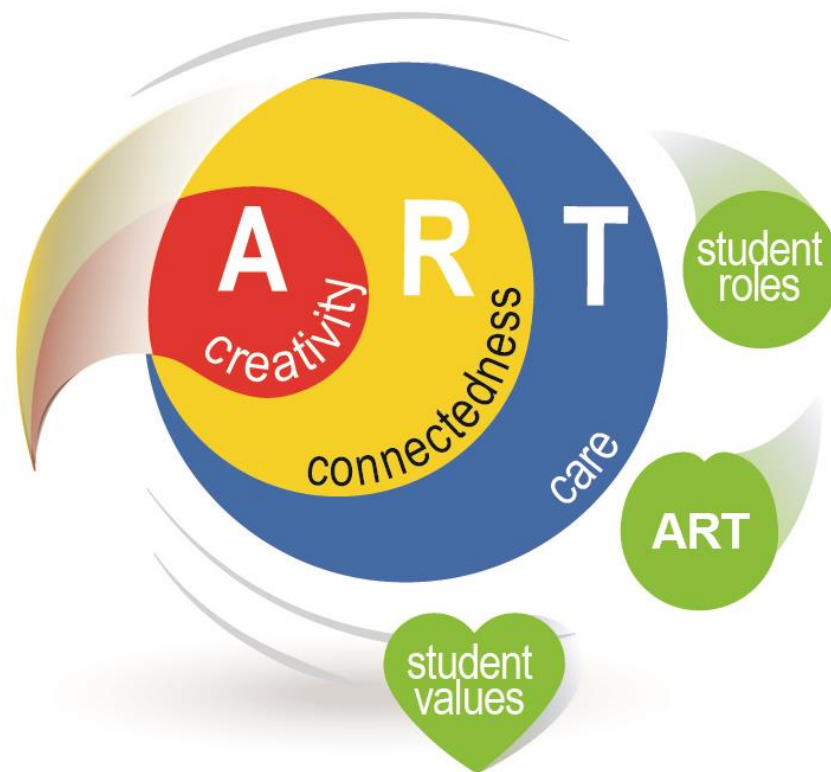 A R T
creativity
connectedness
care
student
roles
ART
student
values